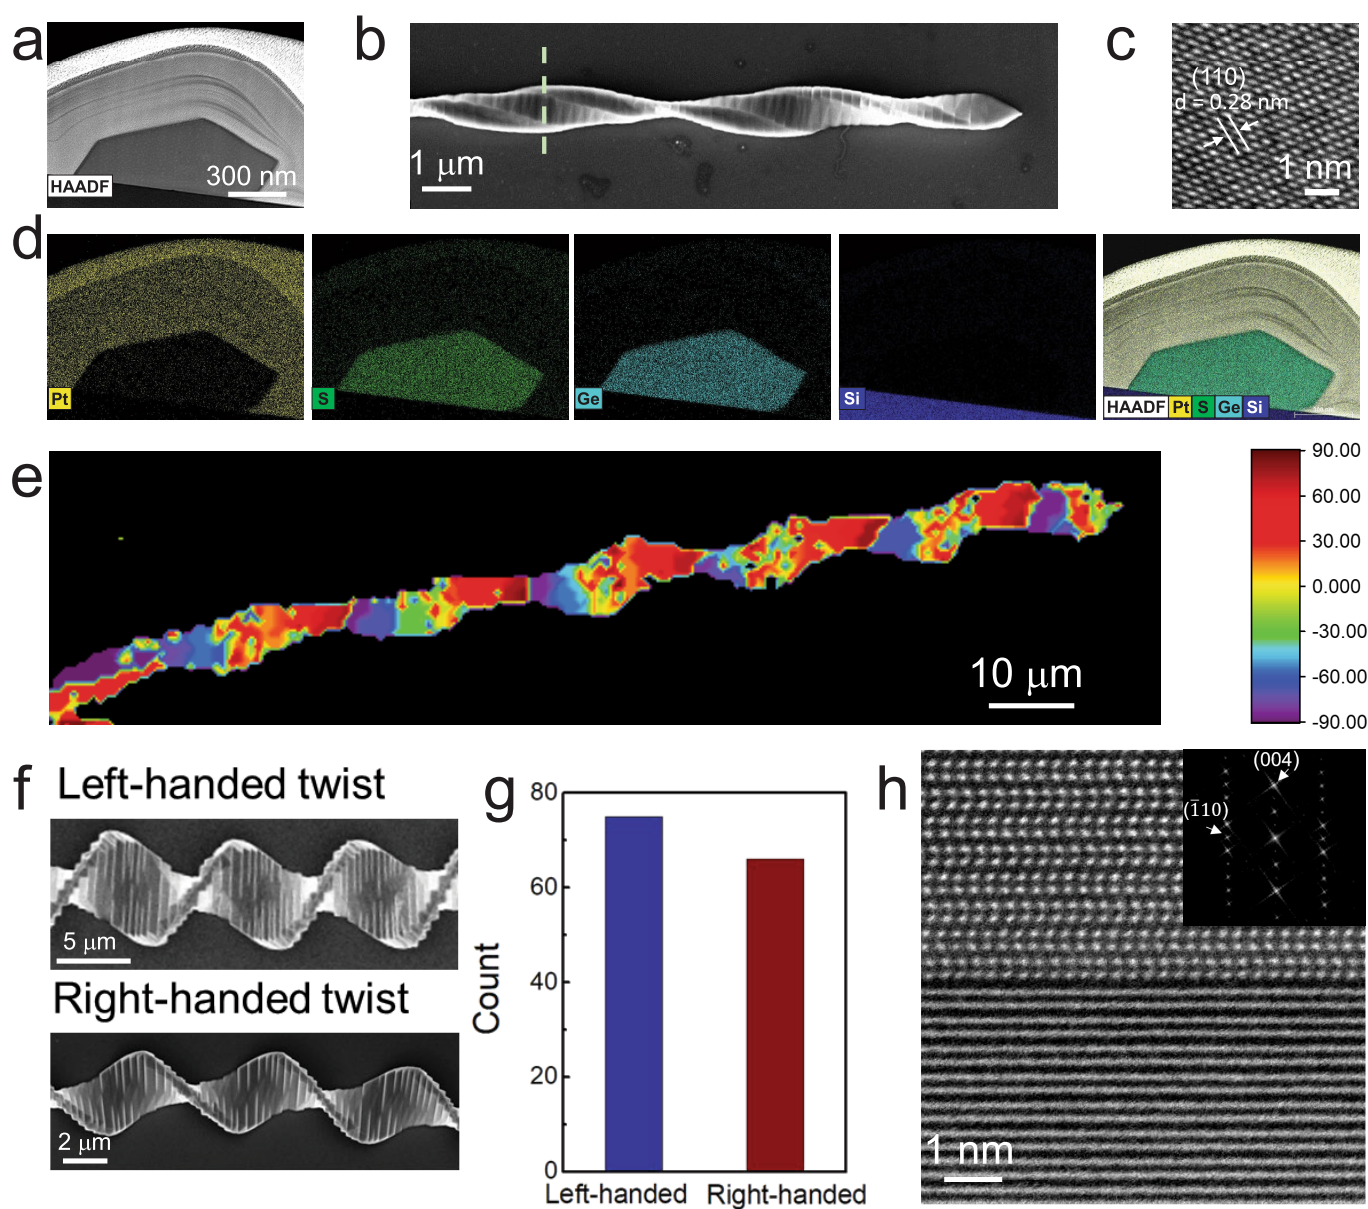 a
HAADF
300 nm
b
1 μm
c
(110)
d = 0.28 nm
1 nm
d
Pt
S
Ge
Si
HAADF Pt S Ge Si
e
10 μm
90.00
60.00
30.00
0.000
-30.00
-60.00
-90.00
f
Left-handed twist
5 μm
Right-handed twist
2 μm
g
80
60
40
20
0
Count
Left-handed
Right-handed
h
(004)
(1̅10)
1 nm